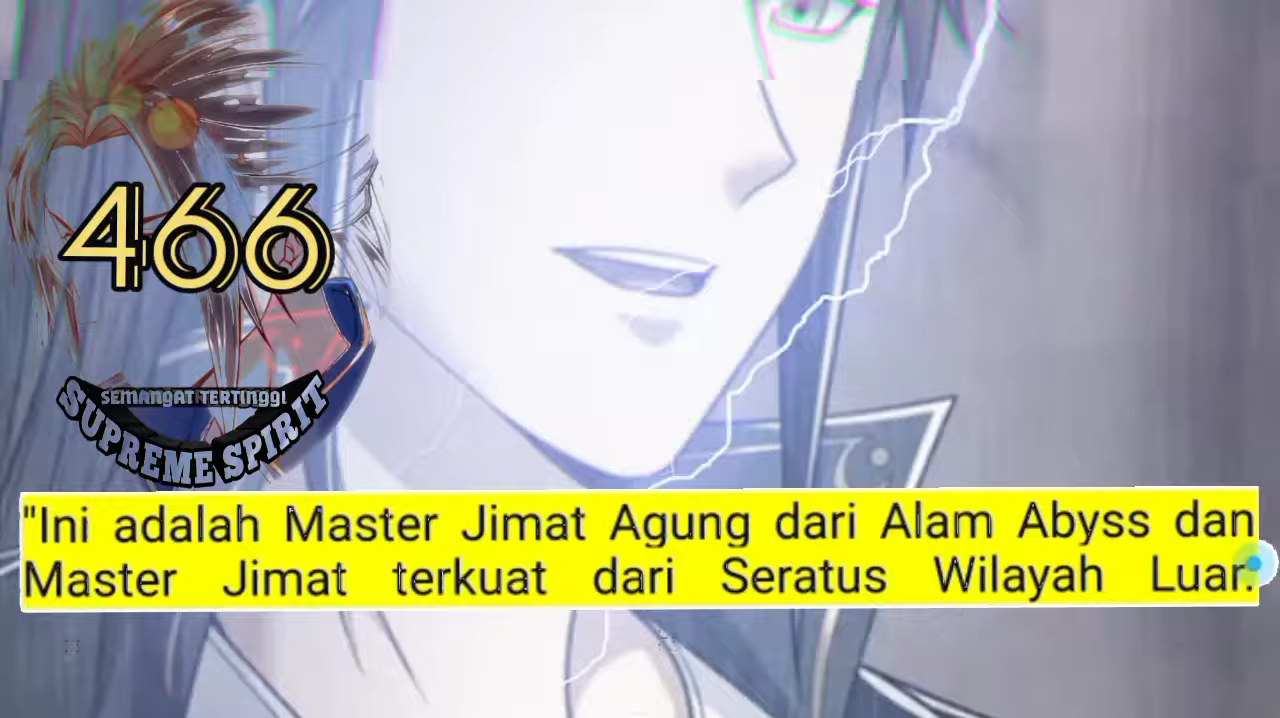 466
SEMANGAT TERTINGGI
SUPREME SPIRIT
"Ini adalah Master Jimat Agung dari Alam Abyss dan
Master Jimat terkuat dari Seratus Wilayah Luar.